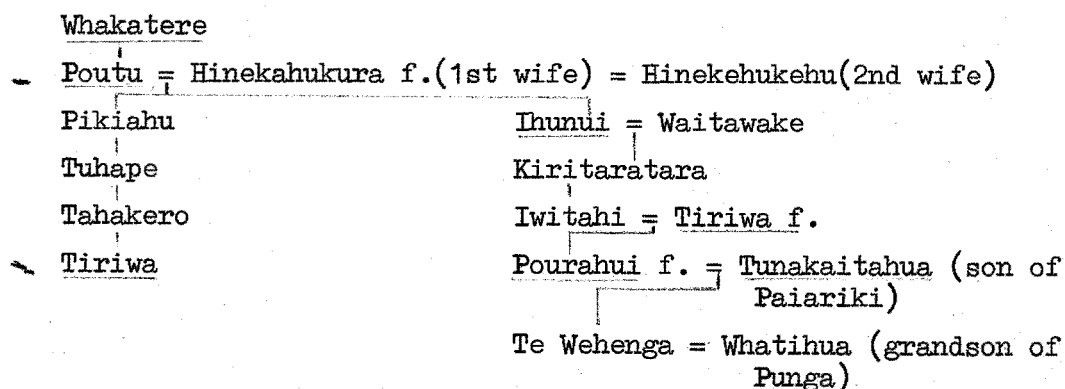 Whakatere
Poutu = Hinekahukura f.(1st wife) = Hinekehukehu(2nd wife)
Pikiahu Ihunui = Waitawake
Tuhape Kiritaratara
Tahakero Iwitahi = Tiriwa f.
Tiriwa Pourahui f. = Tunakaitahua (son of
Paiariki)
Te Wehenga = Whatihua (grandson of
Punga)